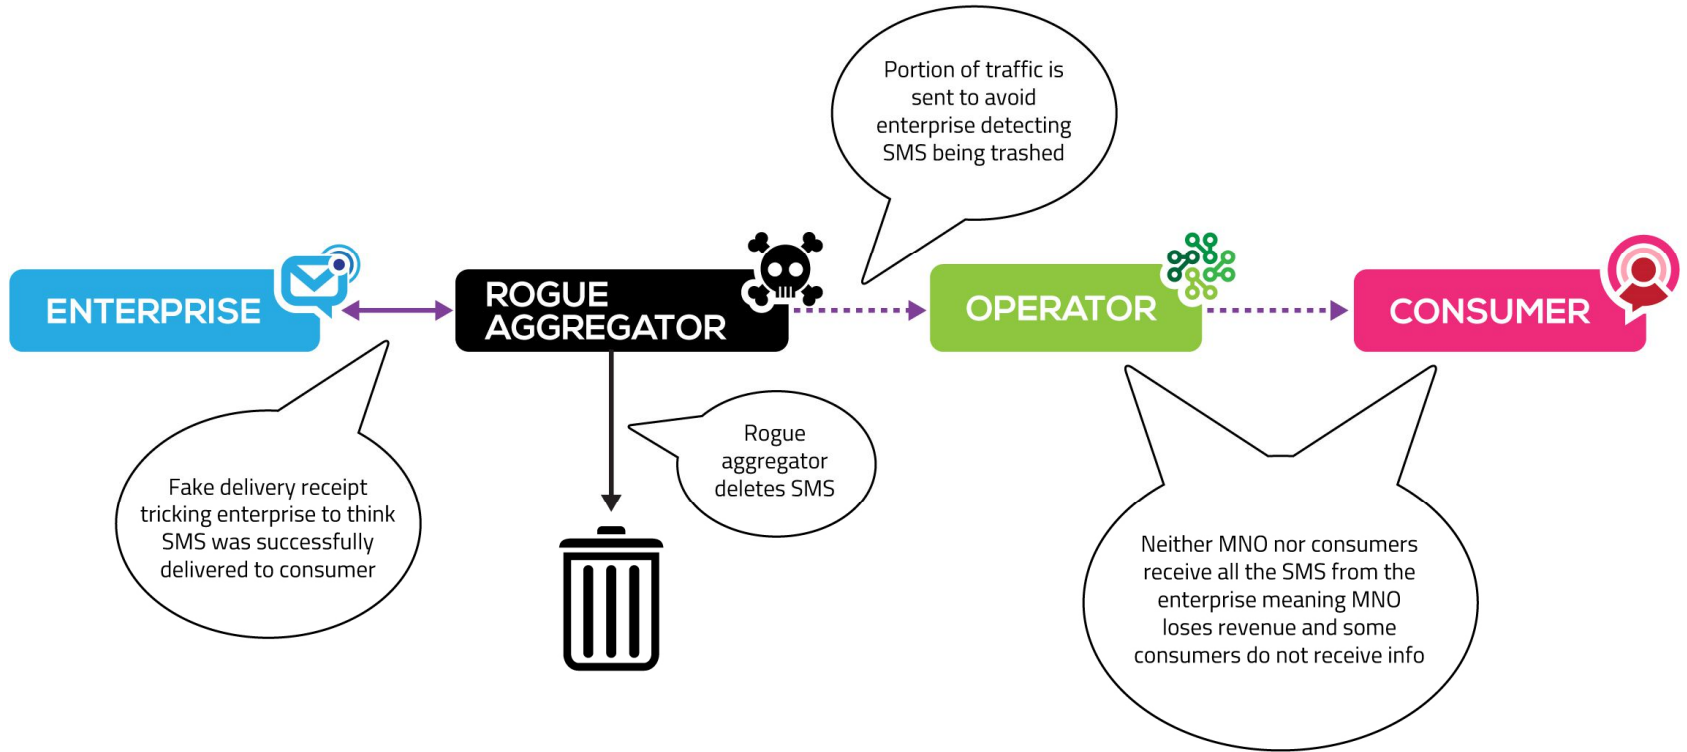 Portion of traffic is
sent to avoid
enterprise detecting
SMS being trashed
ENTERPRISE
ROGUE
AGGREGATOR
OPERATOR
CONSUMER
Rogue
aggregator
deletes SMS
Fake delivery receipt
tricking enterprise to think
SMS was successfully
delivered to consumer
Neither MNO nor consumers
receive all the SMS from the
enterprise meaning MNO
loses revenue and some
consumers do not receive info